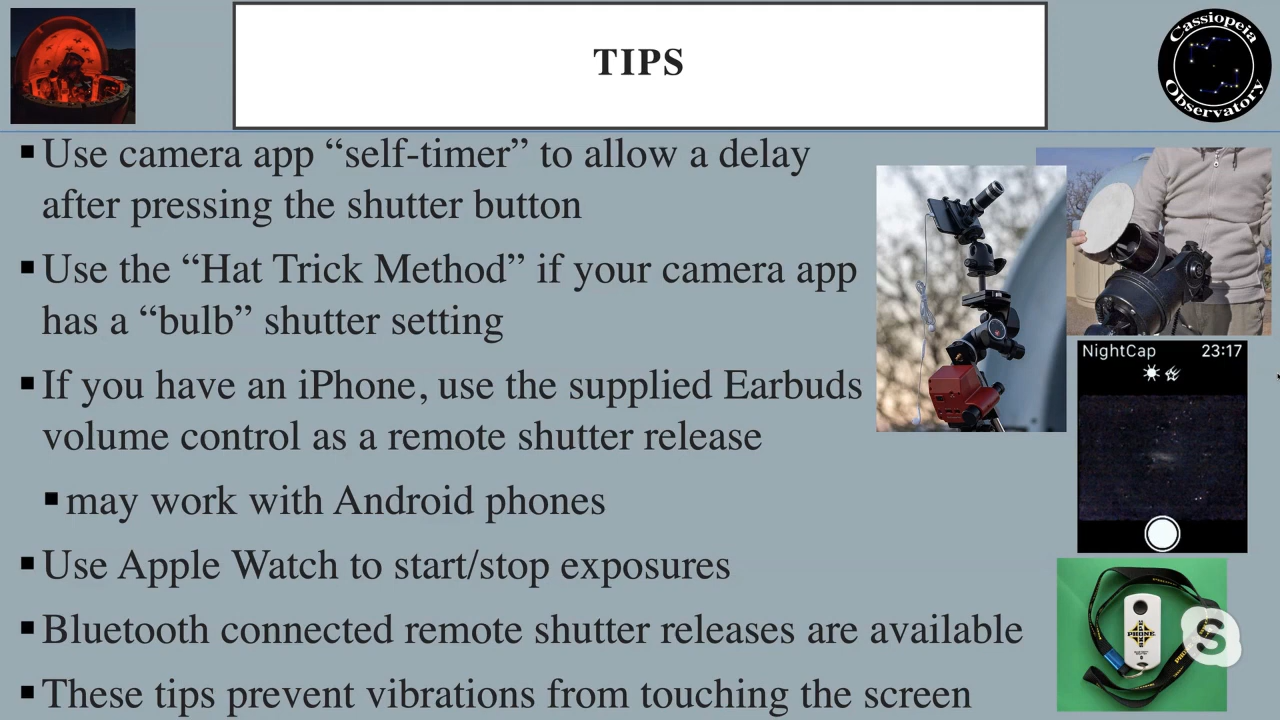 TIPS
Cassiopeia
Observatory
▪Use camera app “self-timer” to allow a delay
after pressing the shutter button
▪Use the “Hat Trick Method” if your camera app
has a “bulb” shutter setting
▪If you have an iPhone, use the supplied Earbuds
volume control as a remote shutter release
▪may work with Android phones
▪Use Apple Watch to start/stop exposures
▪Bluetooth connected remote shutter releases are available
▪These tips prevent vibrations from touching the screen
NightCap 23:17
PHONE
S